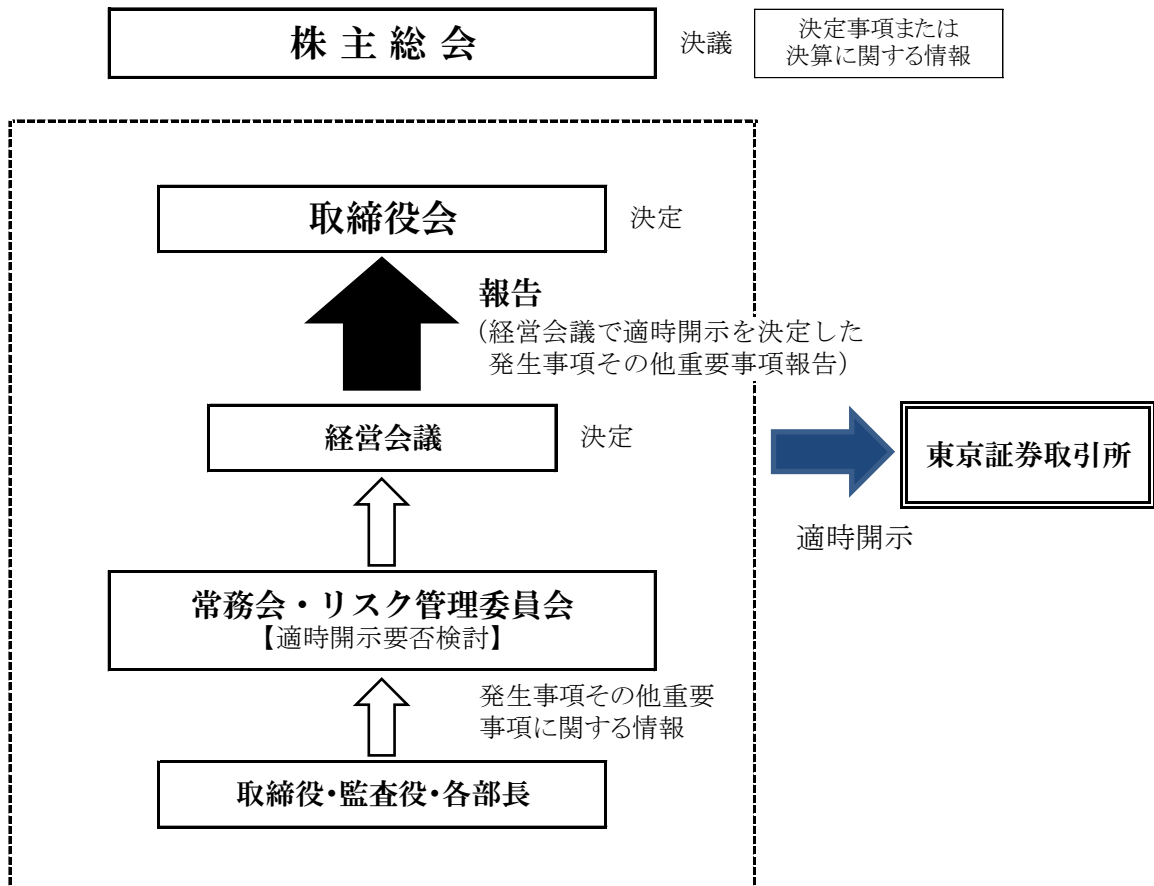 株主総会
決議
決定事項または
決算に関する情報
取締役会
決定
報告
（経営会議で適時開示を決定した
発生事項その他重要事項報告）
経営会議
決定
東京証券取引所
適時開示
常務会・リスク管理委員会
【適時開示要否検討】
発生事項その他重要
事項に関する情報
取締役・監査役・各部長